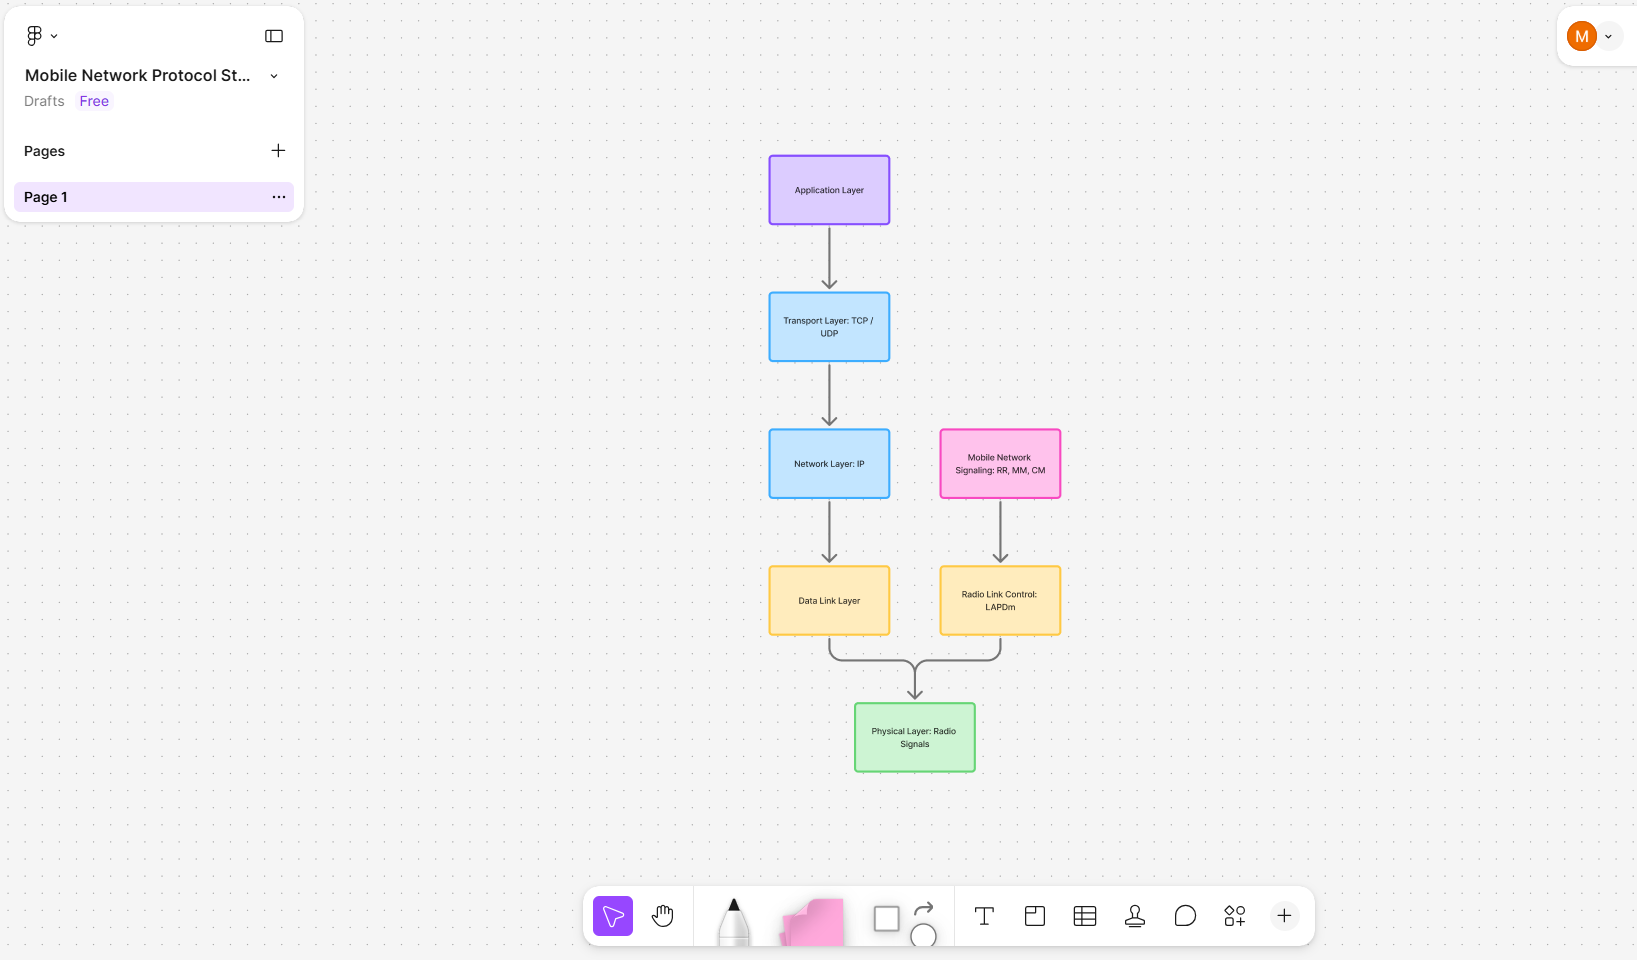 Mobile Network Protocol St...
Drafts Free
Pages
Page 1
M
Application Layer
Transport Layer: TCP /
UDP
Network Layer: IP
Mobile Network
Signaling: RR, MM, CM
Data Link Layer
Radio Link Control:
LAPDm
Physical Layer: Radio
Signals